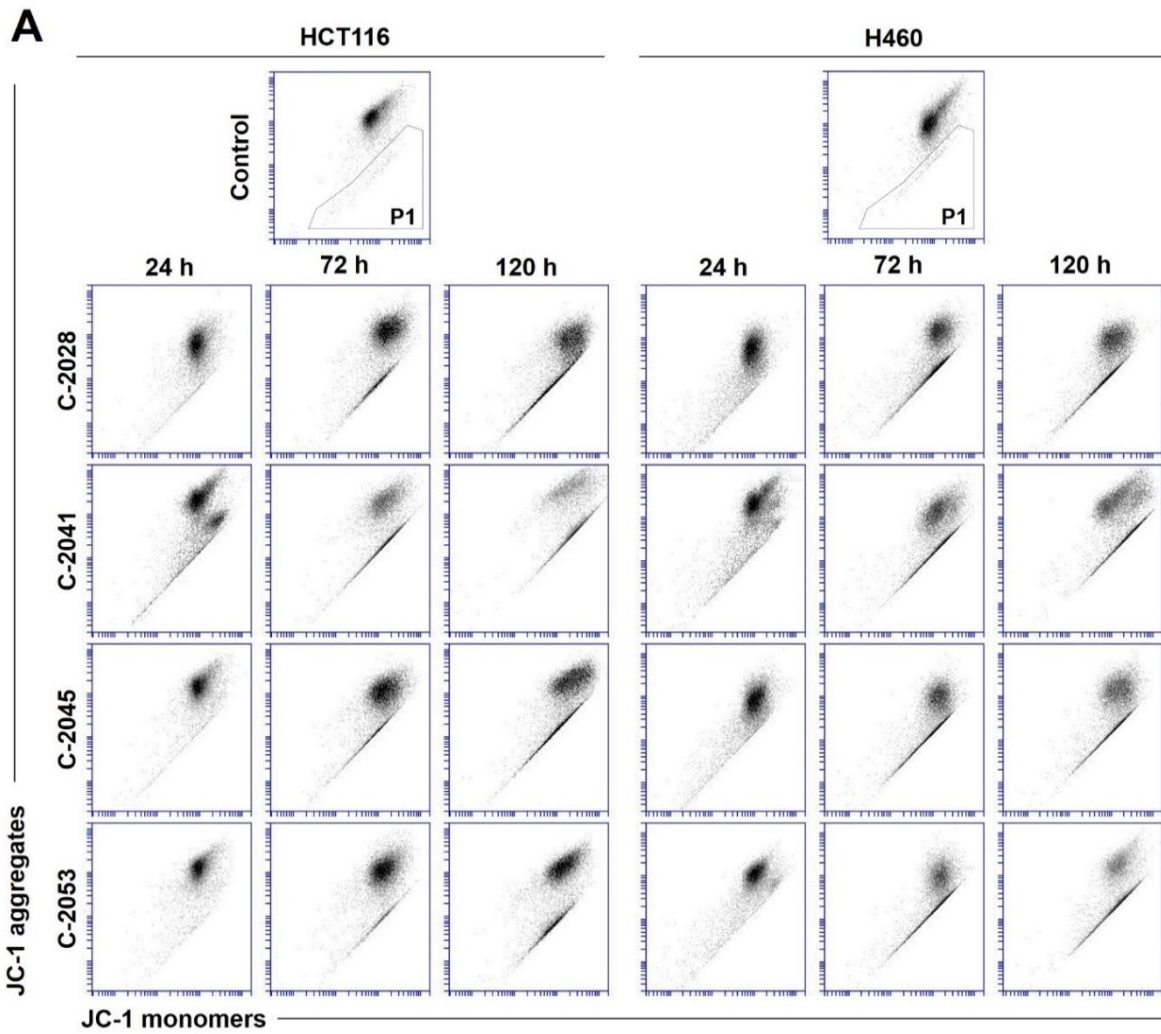 A
HCT116
H460
Control
P1
P1
24 h
72 h
120 h
24 h
72 h
120 h
C-2028
C-2041
C-2045
C-2053
JC-1 aggregates
JC-1 monomers